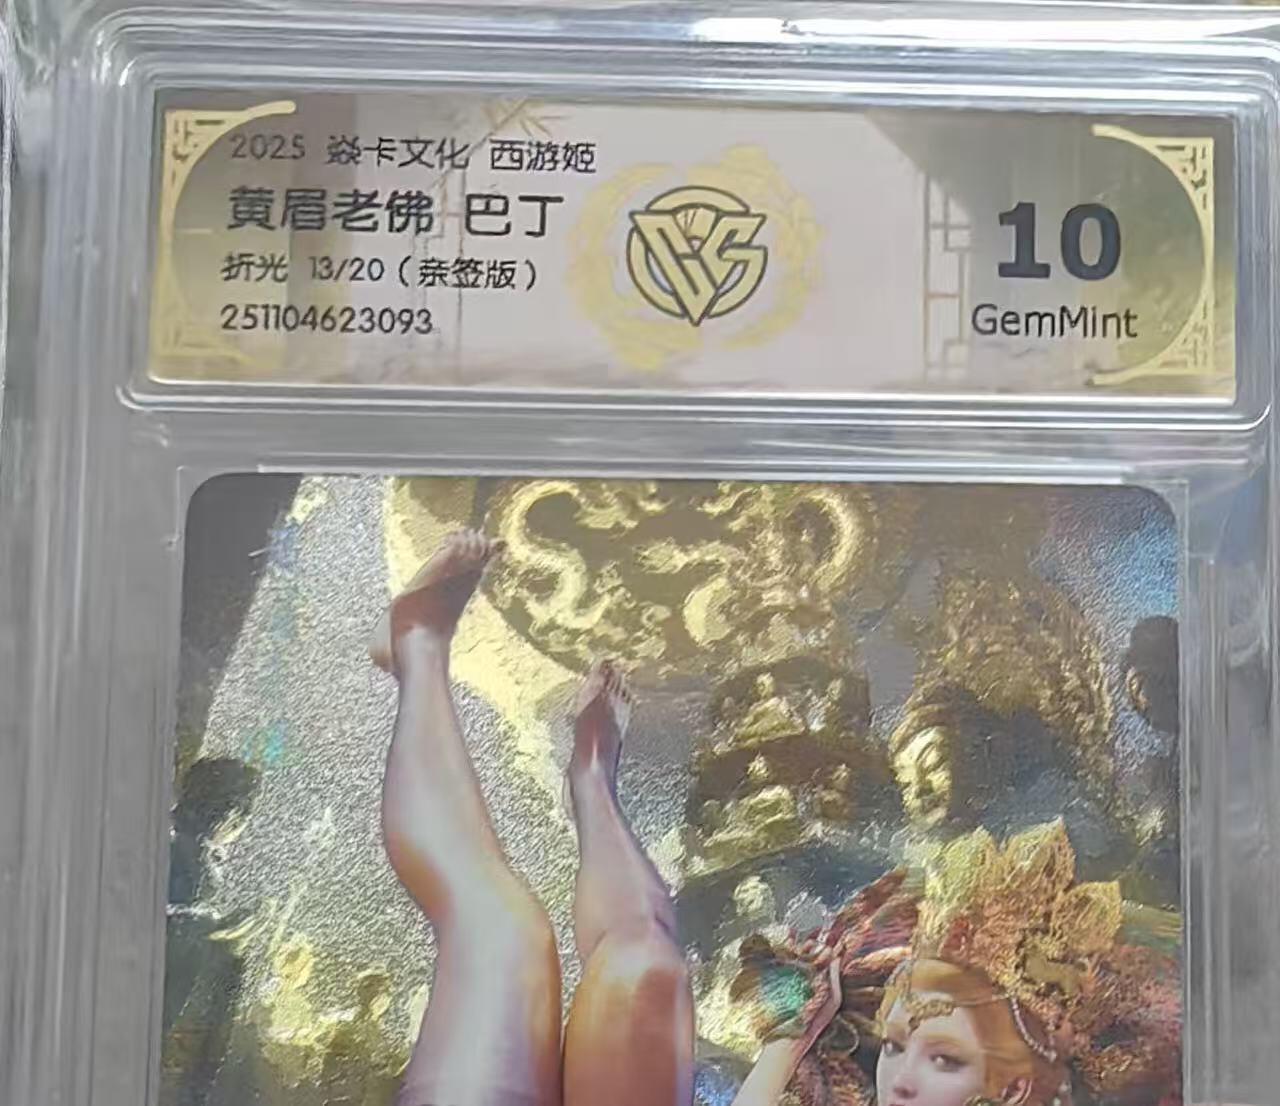 2025 焱卡文化 西游姬
黄眉老佛 巴丁
折光 13/20（亲签版）
251104623093
10
GemMint